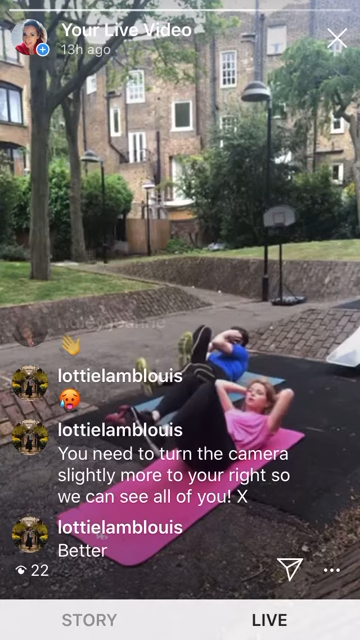 Your Live Video
13h ago
lottielamblouis
lottielamblouis
You need to turn the camera
slightly more to your right so
we can see all of you! X
lottielamblouis
Better
22
STORY LIVE